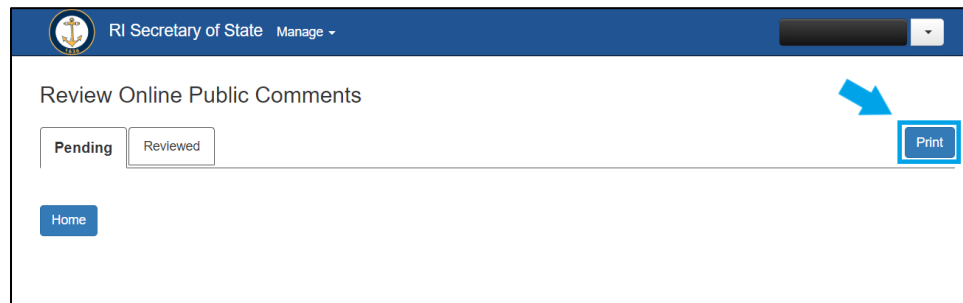 RI Secretary of State Manage
Review Online Public Comments
Pending Reviewed Print
Home